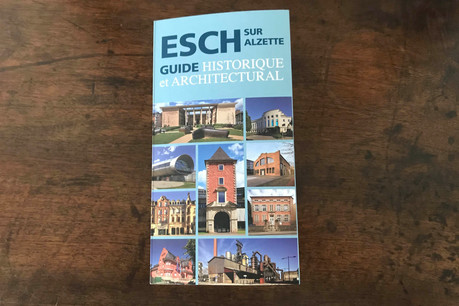 ESCH SUR
ALZETTE
GUIDE HISTORIQUE
et ARCHITECTURAL